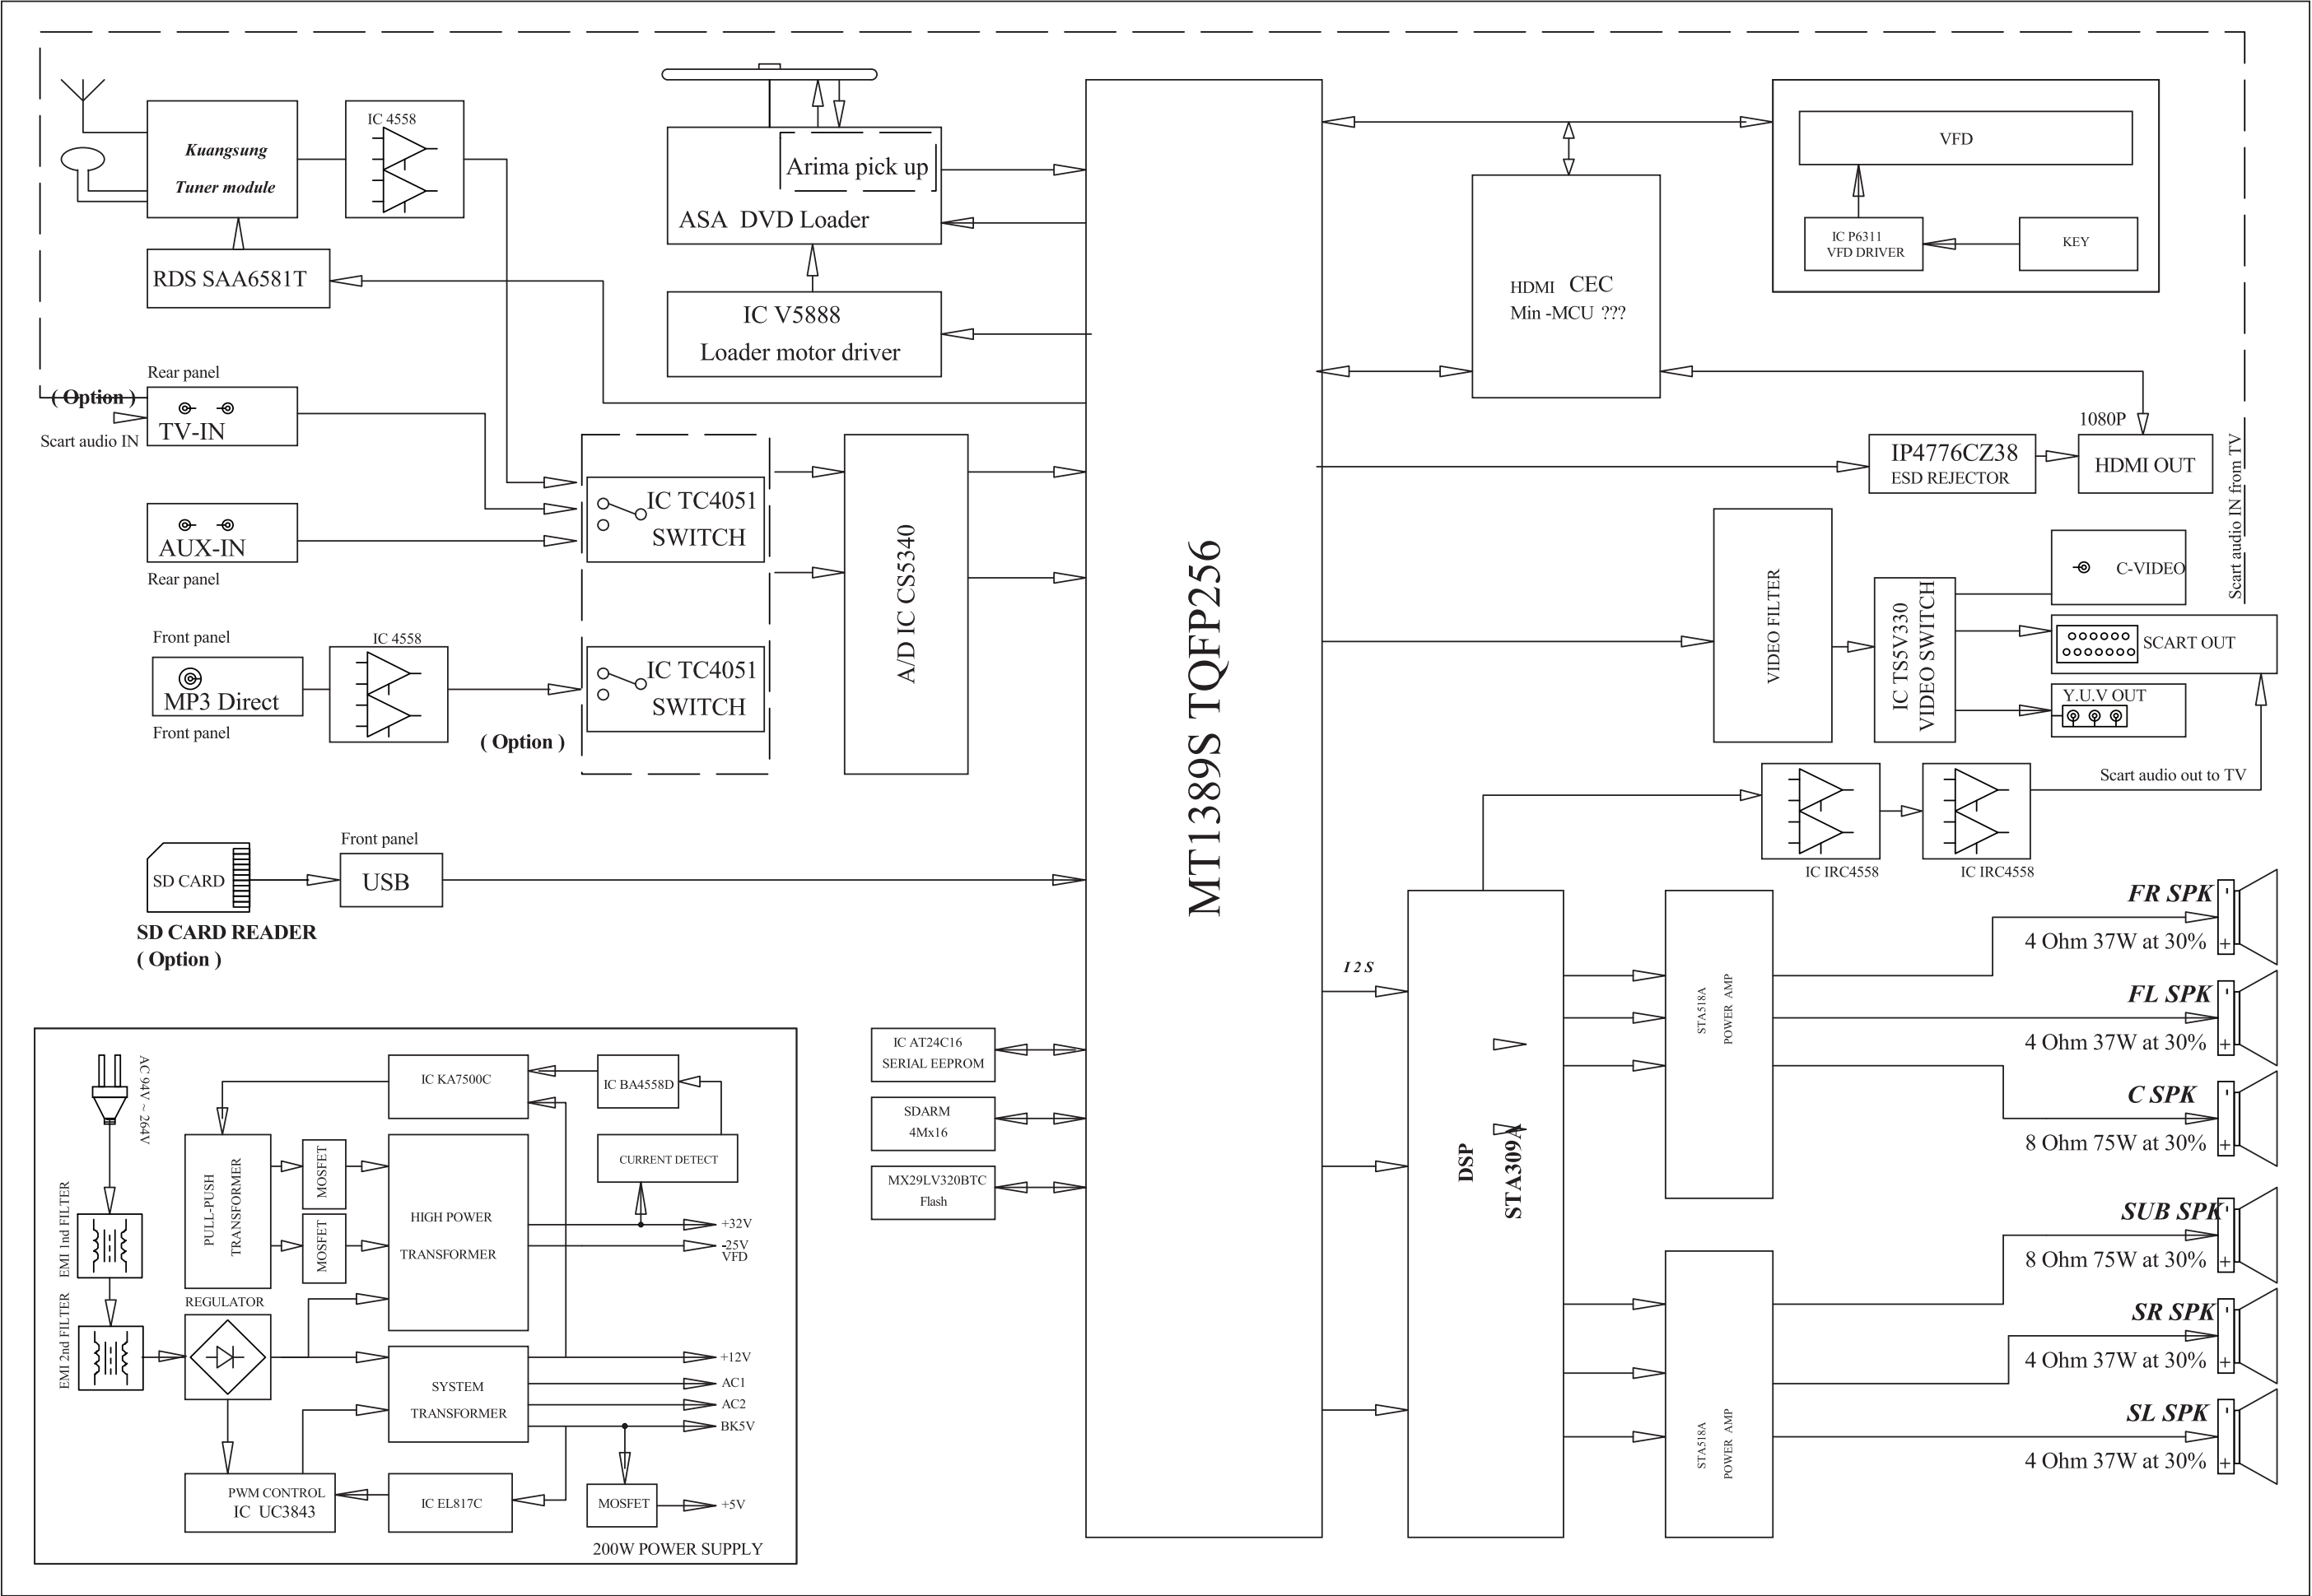 Kuangsung
Tuner module
IC 4558
RDS SAA6581T
Arima pick up
ASA DVD Loader
IC V5888
Loader motor driver
Rear panel
( Option )
TV-IN
Scart audio IN
AUX-IN
Rear panel
Front panel
MP3 Direct
Front panel
IC 4558
( Option )
IC TC4051
SWITCH
IC TC4051
SWITCH
A/D IC CS5340
SD CARD
Front panel
USB
SD CARD READER
( Option )
MT1389S TQFP256
VFD
IC P6311
VFD DRIVER
KEY
HDMI CEC
Min -MCU ???
1080P
IP4776CZ38
ESD REJECTOR
HDMI OUT
Scart audio IN from TV
VIDEO FILTER
IC TS5V330
VIDEO SWITCH
C-VIDEO
SCART OUT
Y.U.V OUT
Scart audio out to TV
IC IRC4558
IC IRC4558
I 2 S
DSP
STA309A
STA518A
POWER AMP
STA518A
POWER AMP
FR SPK
-
+
4 Ohm 37W at 30%
FL SPK
-
+
4 Ohm 37W at 30%
C SPK
-
+
8 Ohm 75W at 30%
SUB SPK
-
+
8 Ohm 75W at 30%
SR SPK
-
+
4 Ohm 37W at 30%
SL SPK
-
+
4 Ohm 37W at 30%
IC AT24C16
SERIAL EEPROM
SDARM
4Mx16
MX29LV320BTC
Flash
AC 94V ~ 264V
EMI 1nd FILTER
EMI 2nd FILTER
IC KA7500C
IC BA4558D
CURRENT DETECT
PULL-PUSH
TRANSFORMER
MOSFET
MOSFET
HIGH POWER
TRANSFORMER
+32V
-25V
VFD
REGULATOR
SYSTEM
TRANSFORMER
+12V
AC1
AC2
BK5V
PWM CONTROL
IC UC3843
IC EL817C
MOSFET
+5V
200W POWER SUPPLY